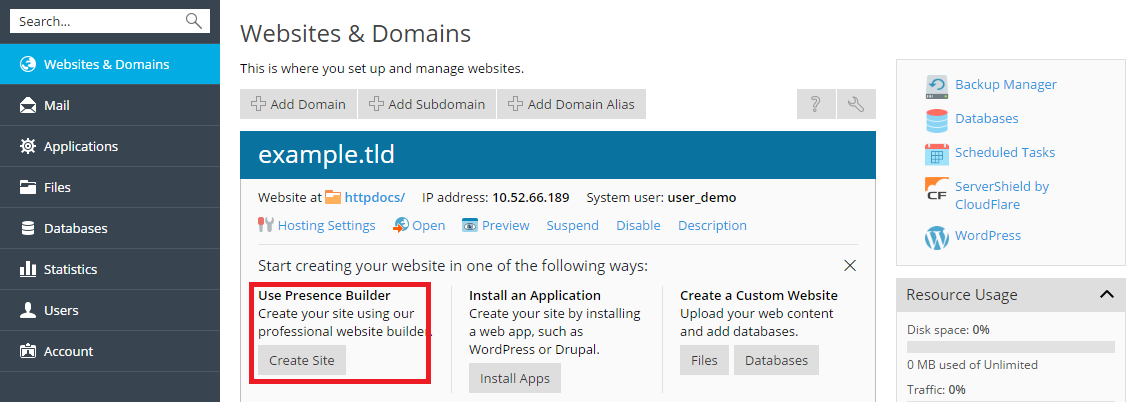 Search...
Websites & Domains
Mail
Applications
Files
Databases
Statistics
Users
Account
Websites & Domains
This is where you set up and manage websites.
Add Domain Add Subdomain Add Domain Alias ?
example.tld
Website at httpdocs/ IP address: 10.52.66.189 System user: user_demo
Hosting Settings Open Preview Suspend Disable Description
Start creating your website in one of the following ways:
Use Presence Builder
Create your site using our
professional website builder.
Create Site
Install an Application
Create your site by installing
a web app, such as
WordPress or Drupal.
Install Apps
Create a Custom Website
Upload your web content
and add databases.
Files Databases
Backup Manager
Databases
Scheduled Tasks
CF
ServerShield by
CloudFlare
WordPress
Resource Usage
Disk space: 0%
0 MB used of Unlimited
Traffic: 0%